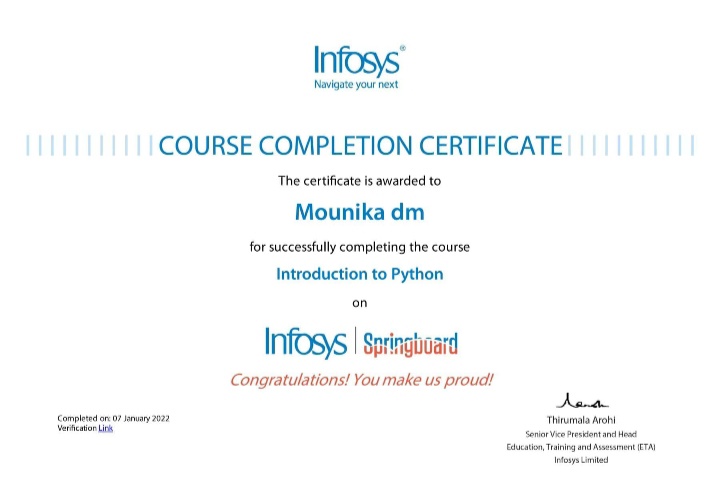 Infosys®
Navigate your next
COURSE COMPLETION CERTIFICATE
The certificate is awarded to
Mounika dm
for successfully completing the course
Introduction to Python
on
Infosys | Springboard
Congratulations! You make us proud!
Completed on: 07 January 2022
Verification Link
Thirumala Arohi
Senior Vice President and Head
Education, Training and Assessment (ETA)
Infosys Limited